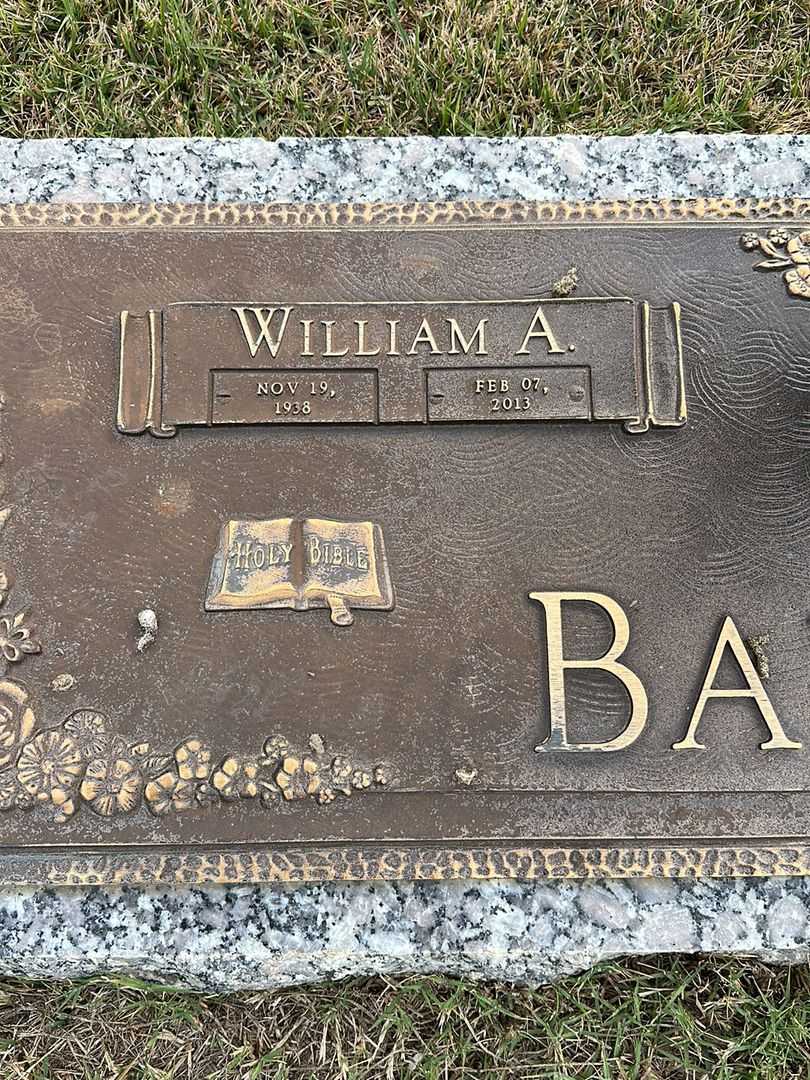 WILLIAM A.
NOV 19,
1938
FEB 07,
2013
HOLY BIBLE
BA